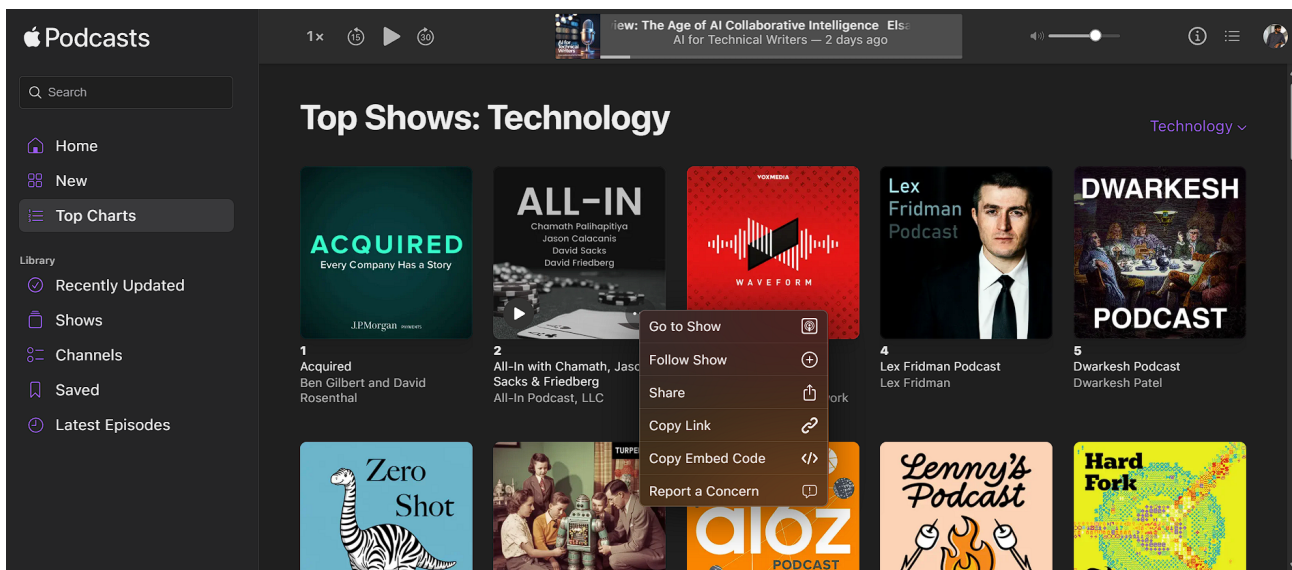 Podcasts
1×
15
30
iew: The Age of AI Collaborative Intelligence Elsa
AI for Technical Writers — 2 days ago
AI for
Technical
Writers
Search
Home
New
Top Charts
Library
Recently Updated
Shows
Channels
Saved
Latest Episodes
Top Shows: Technology
Technology
ACQUIRED
Every Company Has a Story
J.P.Morgan PAYMENTS
1
Acquired
Ben Gilbert and David
Rosenthal
ALL-IN
Chamath Palihapitiya
Jason Calacanis
David Sacks
David Friedberg
2
All-In with Chamath, Jaso
Sacks & Friedberg
All-In Podcast, LLC
VOXMEDIA
WAVEFORM
ork
Go to Show
Follow Show
Share
Copy Link
Copy Embed Code
Report a Concern
Lex
Fridman
Podcast
4
Lex Fridman Podcast
Lex Fridman
DWARKESH
PODCAST
5
Dwarkesh Podcast
Dwarkesh Patel
Zero
Shot
TURPE
a16z
PODCAST
Lenny's
Podcast
Hard
Fork